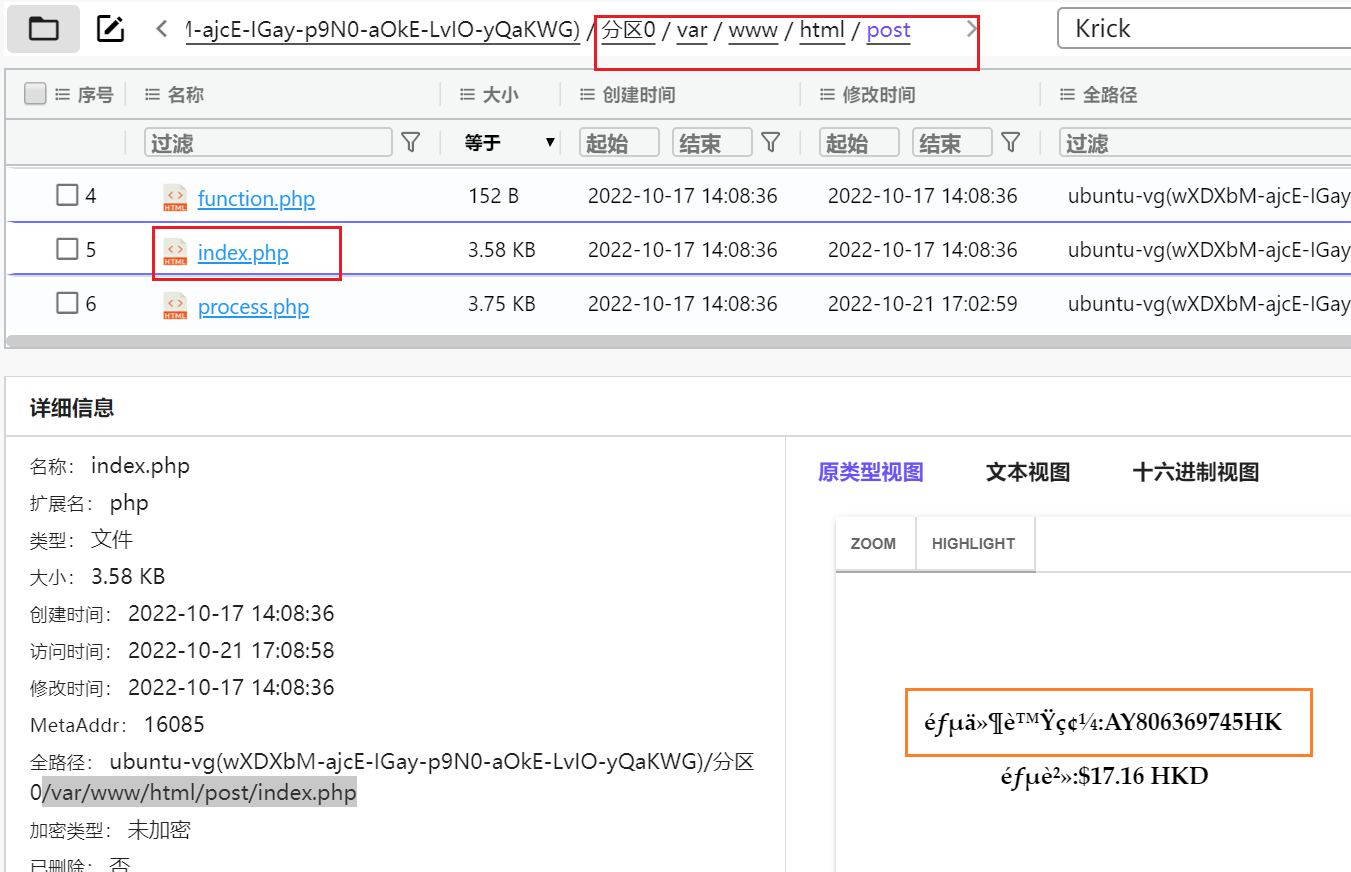 M-ajcE-IGay-p9N0-aOkE-LvIO-yQaKWG) / 分区0 / var / www / html / post
Krick
序号 名称 大小 创建时间 修改时间 全路径
过滤 等于 起始 结束 起始 结束 过滤
4 function.php 152 B 2022-10-17 14:08:36 2022-10-17 14:08:36 ubuntu-vg(wXDXbM-ajcE-IGay
5 index.php 3.58 KB 2022-10-17 14:08:36 2022-10-17 14:08:36 ubuntu-vg(wXDXbM-ajcE-IGay
6 process.php 3.75 KB 2022-10-17 14:08:36 2022-10-21 17:02:59 ubuntu-vg(wXDXbM-ajcE-IGay
详细信息
名称: index.php
扩展名: php
类型: 文件
大小: 3.58 KB
创建时间: 2022-10-17 14:08:36
访问时间: 2022-10-21 17:08:58
修改时间: 2022-10-17 14:08:36
MetaAddr: 16085
全路径: ubuntu-vg(wXDXbM-ajcE-IGay-p9N0-aOkE-LvIO-yQaKWG)/分区
0/var/www/html/post/index.php
加密类型: 未加密
已删除: 否
原类型视图 文本视图 十六进制视图
ZOOM HIGHLIGHT
éƒµä»¶è™Ÿç¢¼:AY806369745HK
éƒµè²»:$17.16 HKD